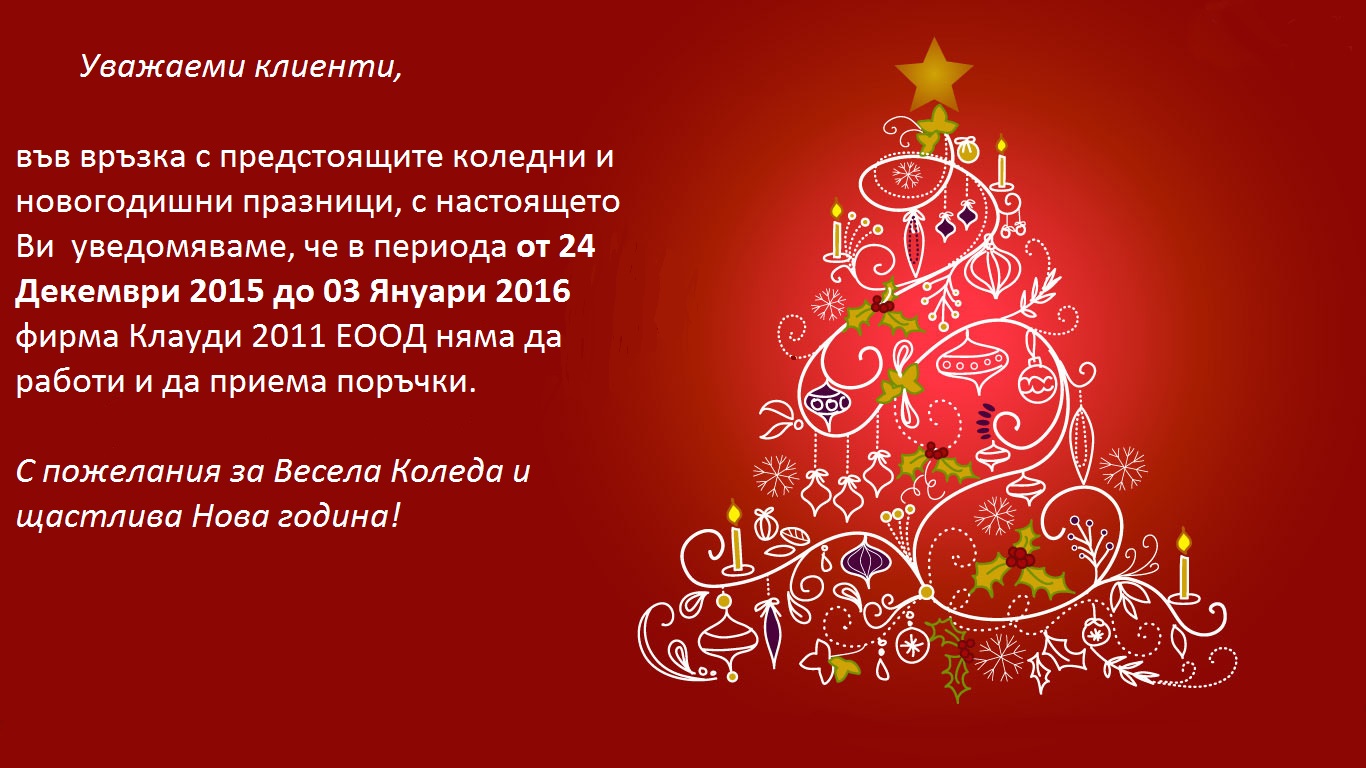 Уважаеми клиенти,
във връзка с предстоящите коледни и
новогодишни празници, с настоящето
Ви  уведомяваме, че в периода от 24
Декември 2015 до 03 Януари 2016
фирма Клауди 2011 ЕООД няма да
работи и да приема поръчки.
С пожелания за Весела Коледа и
щастлива Нова година!